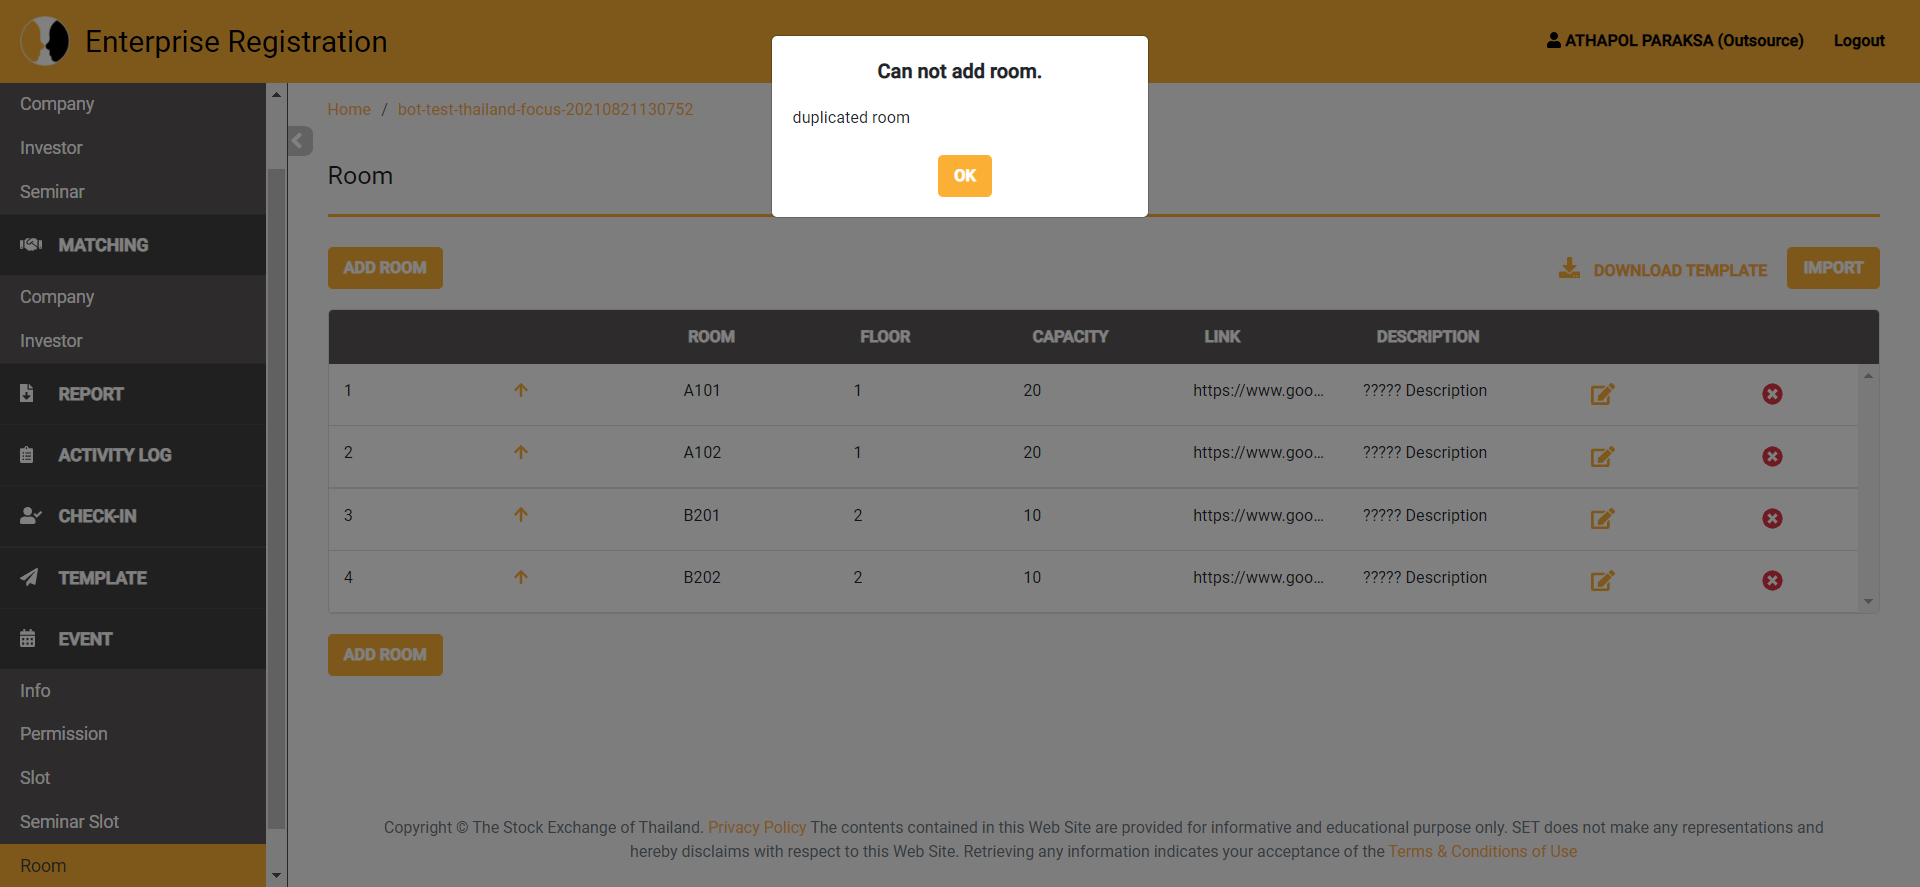 Enterprise Registration
ATHAPOL PARAKSA (Outsource) Logout
Can not add room.
duplicated room
OK
Company
Investor
Seminar
MATCHING
Company
Investor
REPORT
ACTIVITY LOG
CHECK-IN
TEMPLATE
EVENT
Info
Permission
Slot
Seminar Slot
Room
Home / bot-test-thailand-focus-20210821130752
Room
ADD ROOM
DOWNLOAD TEMPLATE
IMPORT
ROOM FLOOR CAPACITY LINK DESCRIPTION
1 A101 1 20 https://www.goo... ????? Description
2 A102 1 20 https://www.goo... ????? Description
3 B201 2 10 https://www.goo... ????? Description
4 B202 2 10 https://www.goo... ????? Description
ADD ROOM
Copyright © The Stock Exchange of Thailand. Privacy Policy The contents contained in this Web Site are provided for informative and educational purpose only. SET does not make any representations and
hereby disclaims with respect to this Web Site. Retrieving any information indicates your acceptance of the Terms & Conditions of Use